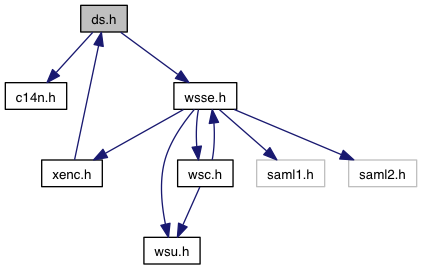 ds.h
c14n.h
wsse.h
xenc.h
wsc.h
saml1.h
saml2.h
wsu.h